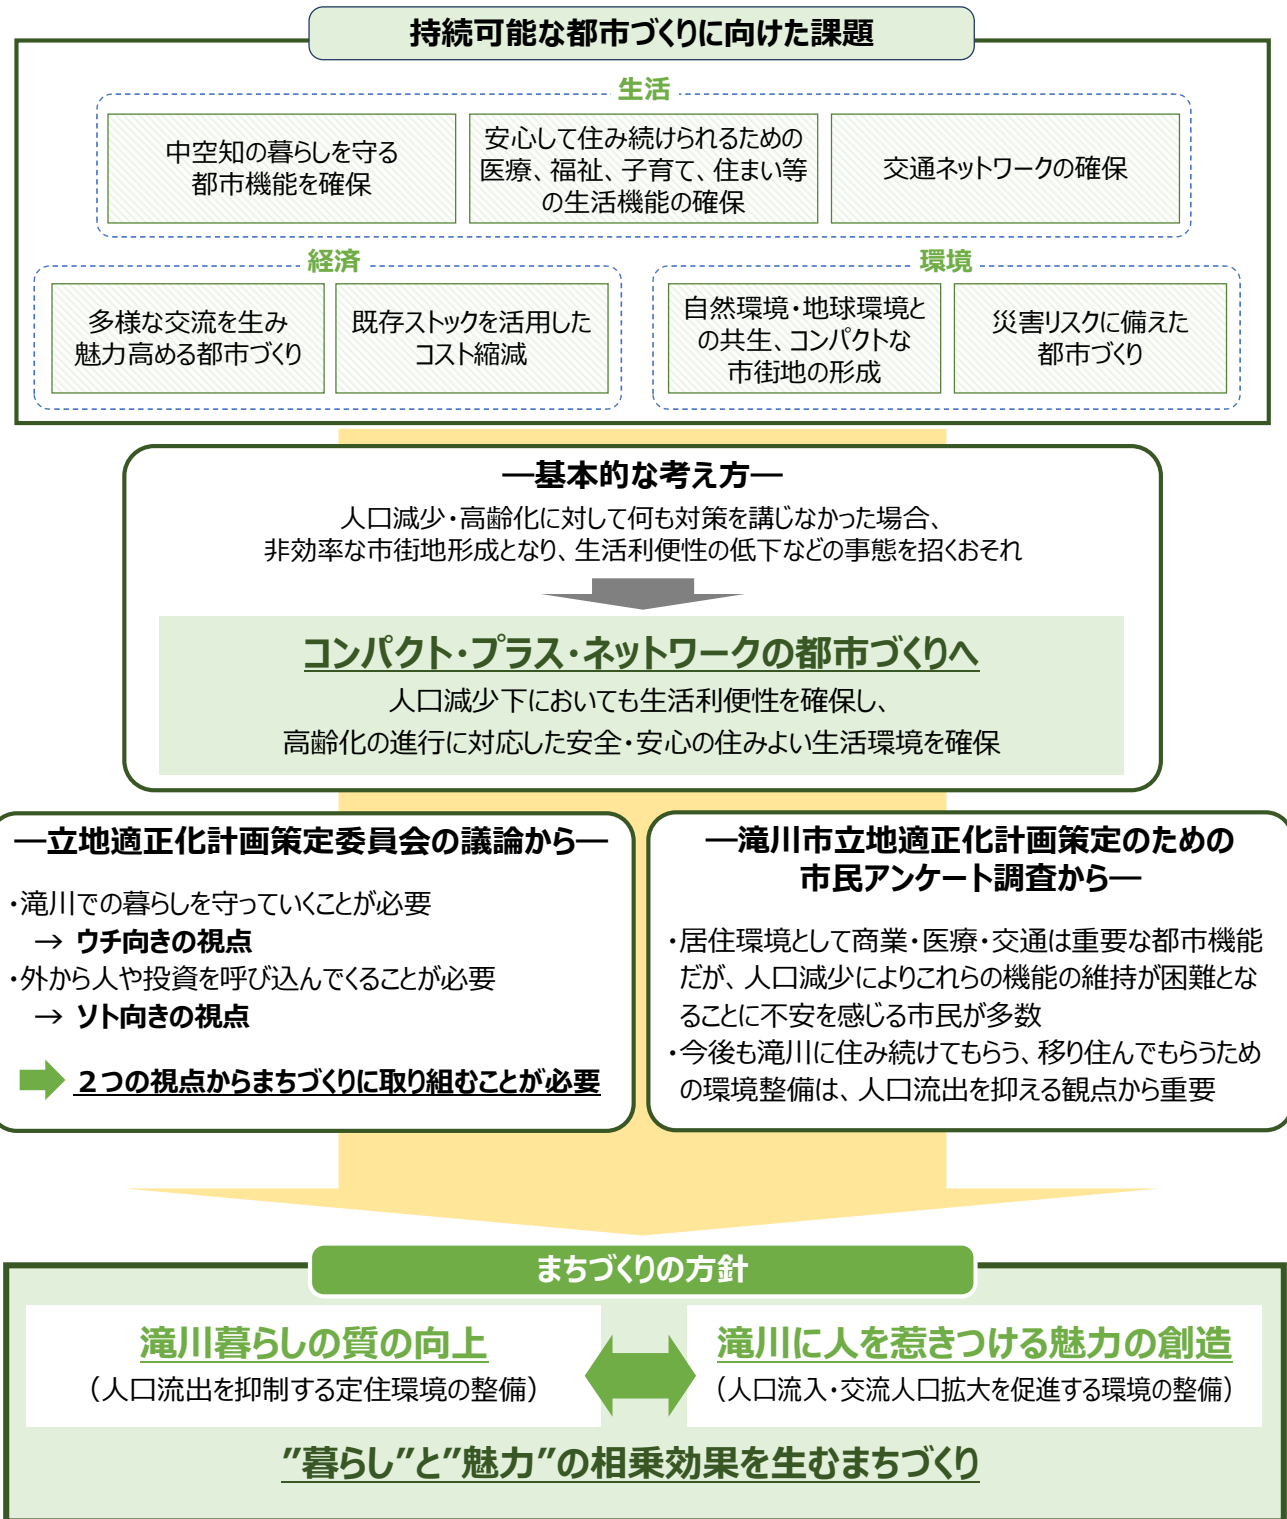 持続可能な都市づくりに向けた課題
生活
中空知の暮らしを守る
都市機能を確保
安心して住み続けられるための
医療、福祉、子育て、住まい等
の生活機能の確保
交通ネットワークの確保
経済
多様な交流を生み
魅力高める都市づくり
既存ストックを活用した
コスト縮減
環境
自然環境・地球環境と
の共生、コンパクトな
市街地の形成
災害リスクに備えた
都市づくり
―基本的な考え方―
人口減少・高齢化に対して何も対策を講じなかった場合、
非効率な市街地形成となり、生活利便性の低下などの事態を招くおそれ
コンパクト・プラス・ネットワークの都市づくりへ
人口減少下においても生活利便性を確保し、
高齢化の進行に対応した安全・安心の住みよい生活環境を確保
―立地適正化計画策定委員会の議論から―
・滝川での暮らしを守っていくことが必要
→ ウチ向きの視点
・外から人や投資を呼び込んでくることが必要
→ ソト向きの視点
２つの視点からまちづくりに取り組むことが必要
―滝川市立地適正化計画策定のための
市民アンケート調査から―
・居住環境として商業・医療・交通は重要な都市機能
だが、人口減少によりこれらの機能の維持が困難とな
ることに不安を感じる市民が多数
・今後も滝川に住み続けてもらう、移り住んでもらうため
の環境整備は、人口流出を抑える観点から重要
まちづくりの方針
滝川暮らしの質の向上
（人口流出を抑制する定住環境の整備）
滝川に人を惹きつける魅力の創造
（人口流入・交流人口拡大を促進する環境の整備）
”暮らし”と”魅力”の相乗効果を生むまちづくり